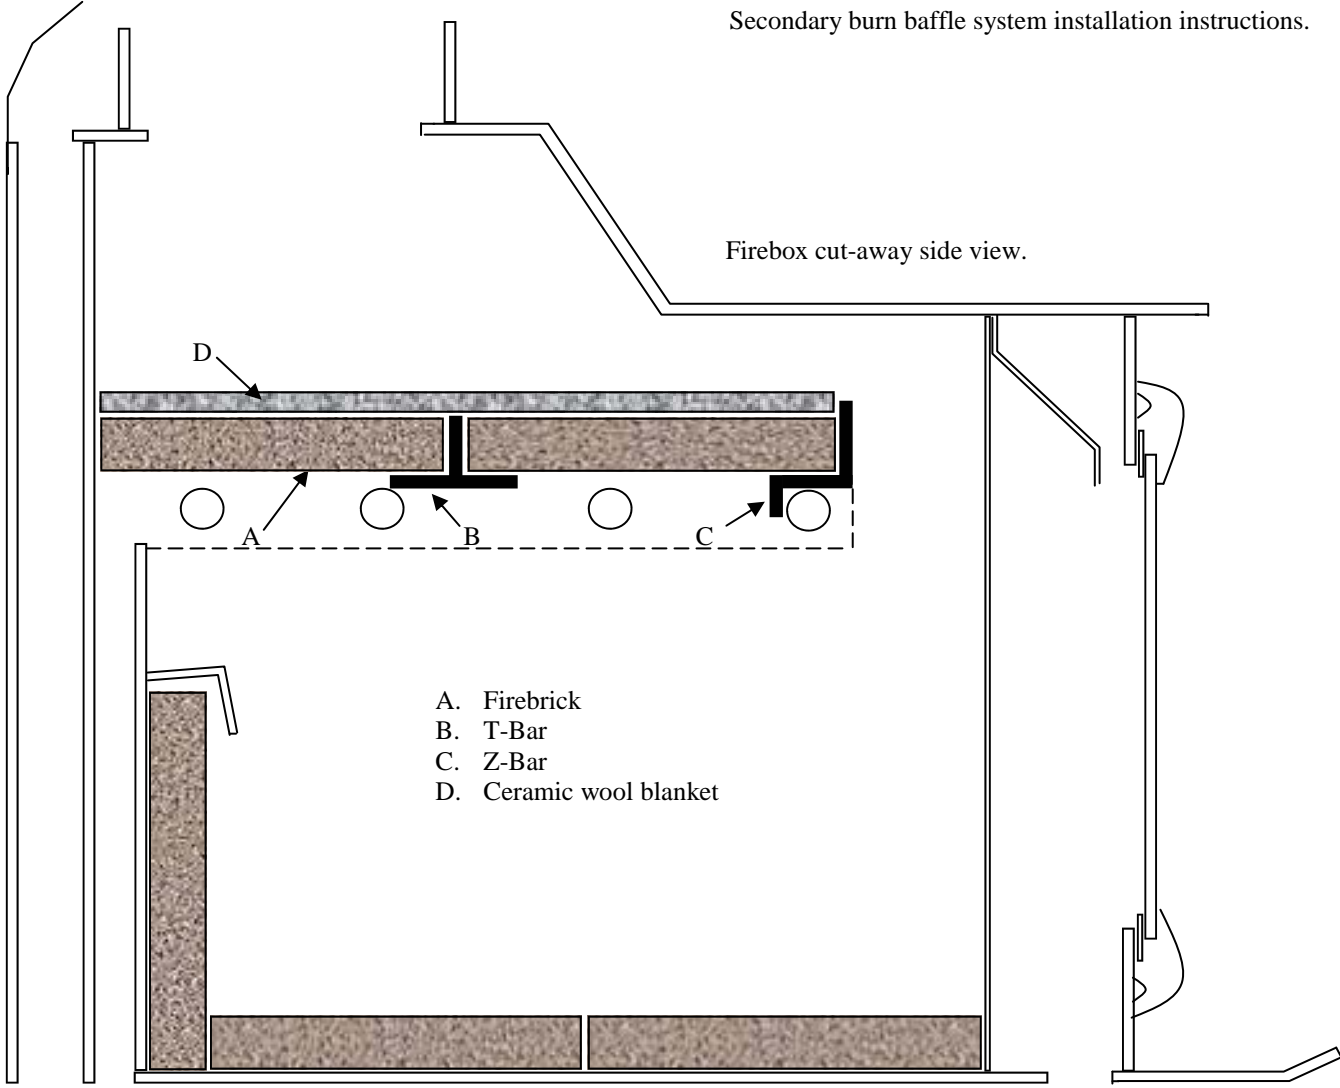 Secondary burn baffle system installation instructions.
Firebox cut-away side view.
D
A
B
C
A. Firebrick
B. T-Bar
C. Z-Bar
D. Ceramic wool blanket